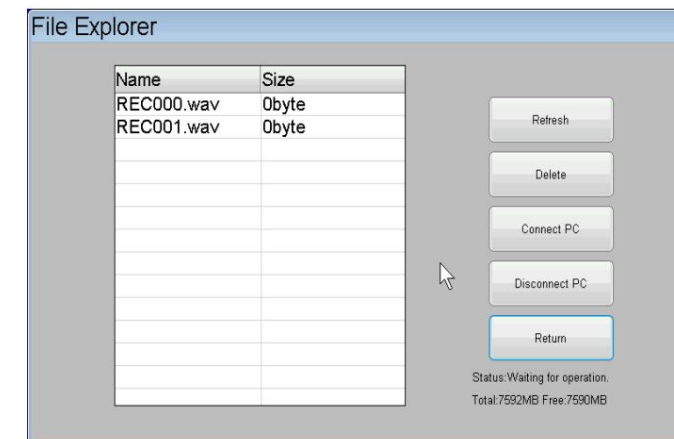 File Explorer
Name Size
REC000.wav 0byte
REC001.wav 0byte
Refresh
Delete
Connect PC
Disconnect PC
Return
Status:Waiting for operation.
Total:7592MB Free:7590MB